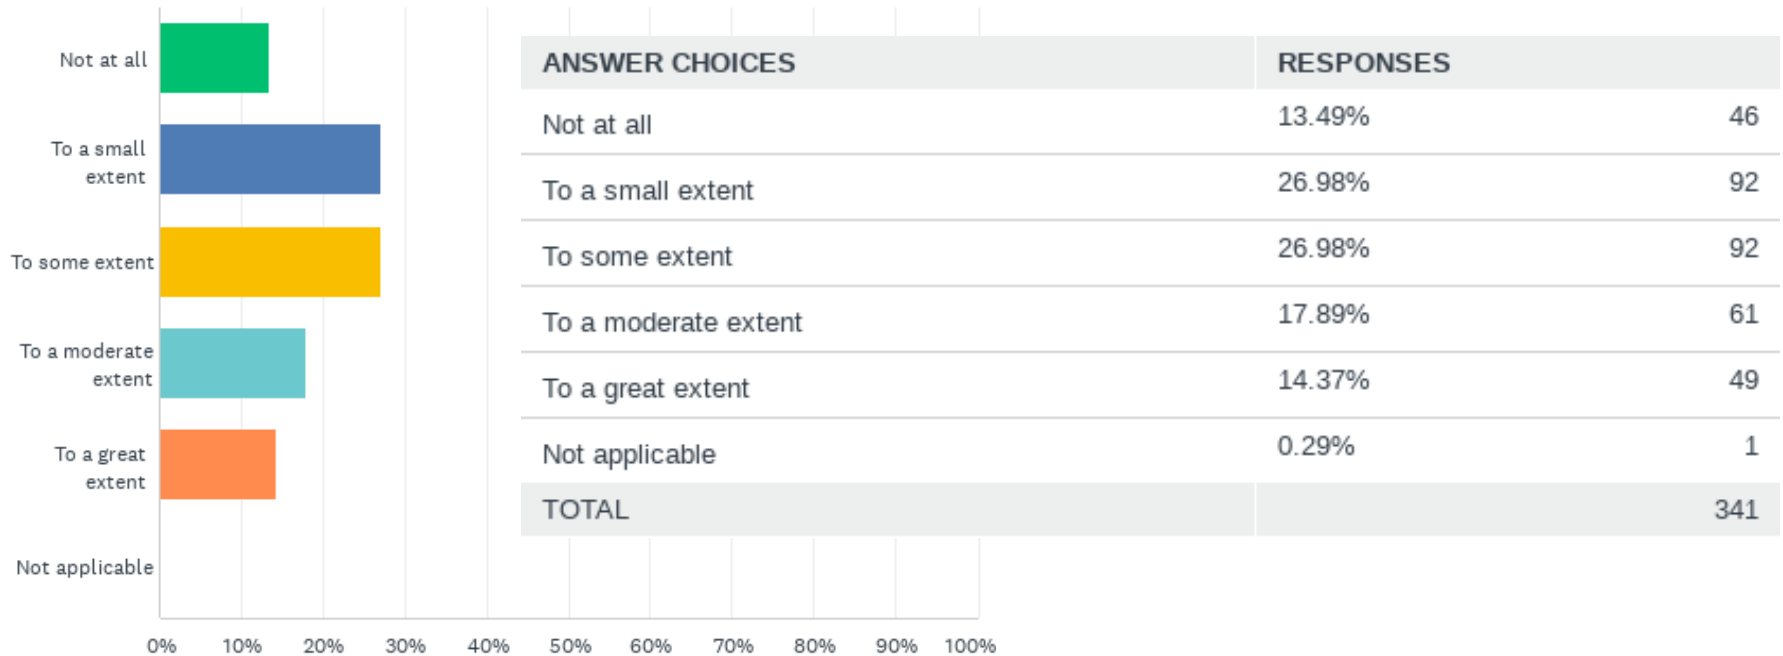 Not at all
To a small
extent
To some extent
To a moderate
extent
To a great
extent
Not applicable
0% 10% 20% 30% 40% 50% 60% 70% 80% 90% 100%
ANSWER CHOICES RESPONSES
Not at all 13.49% 46
To a small extent 26.98% 92
To some extent 26.98% 92
To a moderate extent 17.89% 61
To a great extent 14.37% 49
Not applicable 0.29% 1
TOTAL 341